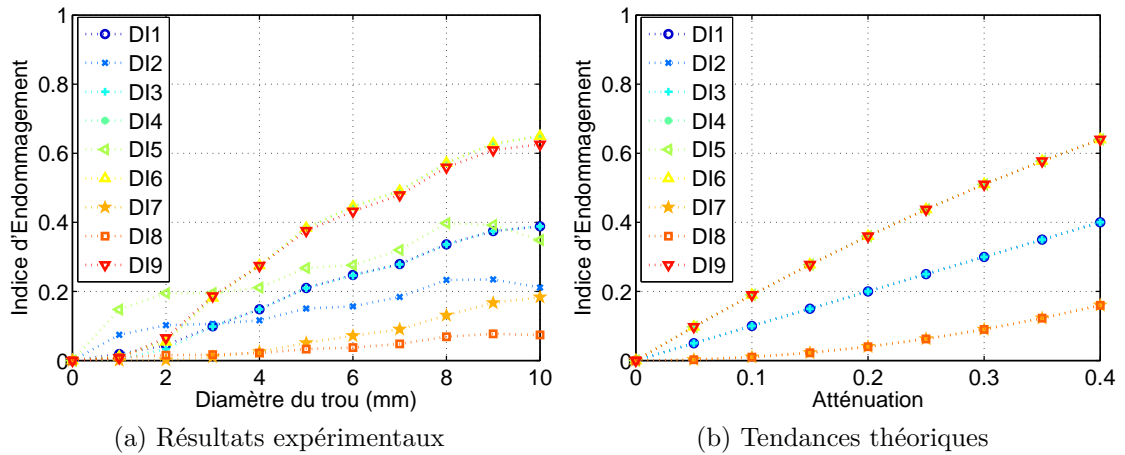 Indice d'Endommagement
1
0.8
0.6
0.4
0.2
0
DI1
DI2
DI3
DI4
DI5
DI6
DI7
DI8
DI9
0 2 4 6 8 10
Diamètre du trou (mm)
(a) Résultats expérimentaux
Indice d'Endommagement
1
0.8
0.6
0.4
0.2
0
DI1
DI2
DI3
DI4
DI5
DI6
DI7
DI8
DI9
0 0.1 0.2 0.3 0.4
Atténuation
(b) Tendances théoriques